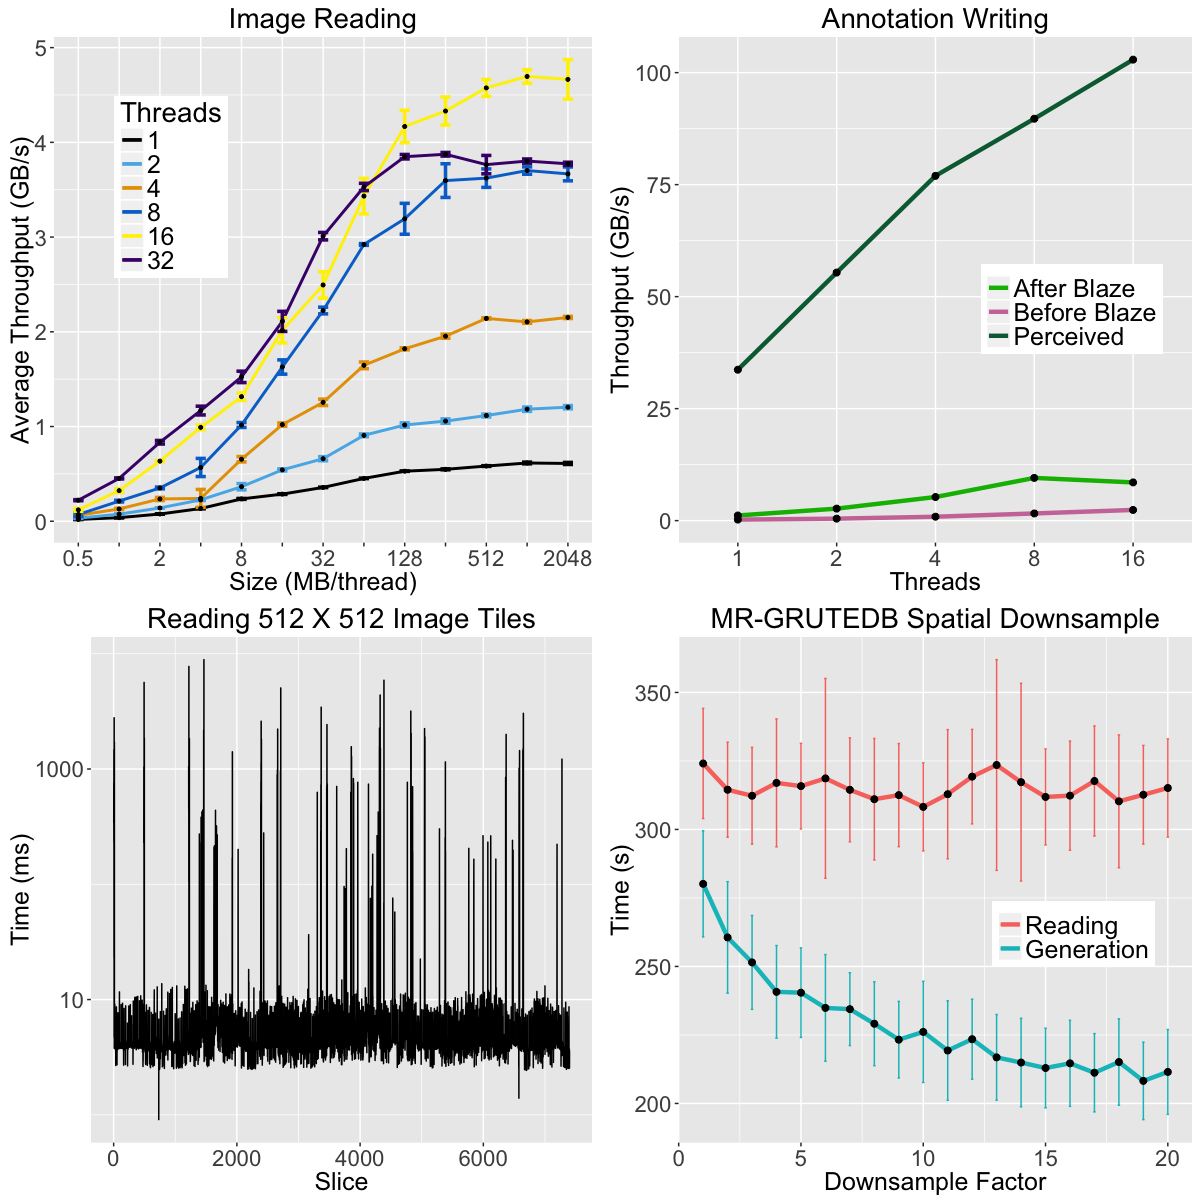 Image Reading
5
4
3
2
1
0
Average Throughput (GB/s)
Threads
1
2
4
8
16
32
0.5 2 8 32 128 512 2048
Size (MB/thread)
Annotation Writing
100
75
50
25
0
Throughput (GB/s)
After Blaze
Before Blaze
Perceived
1 2 4 8 16
Threads
Reading 512 X 512 Image Tiles
1000
10
Time (ms)
0 2000 4000 6000
Slice
MR-GRUTEDB Spatial Downsample
350
300
250
200
Time (s)
Reading
Generation
0 5 10 15 20
Downsample Factor